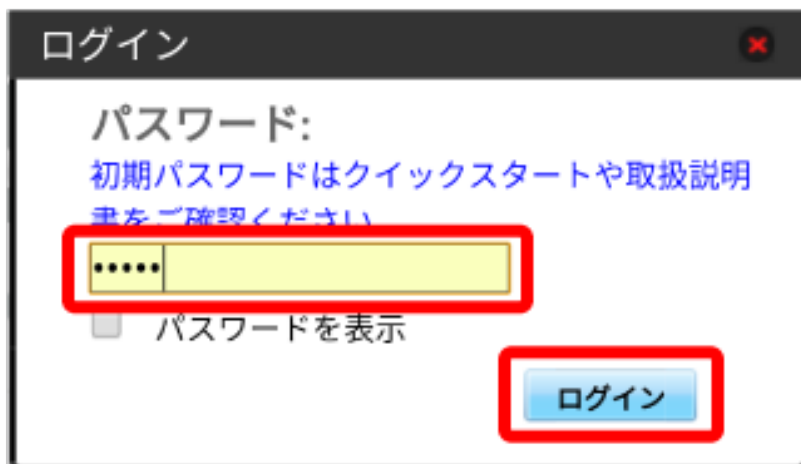 ログイン
パスワード:
初期パスワードはクイックスタートや取扱説明
書をご確認ください
•••••
パスワードを表示
ログイン